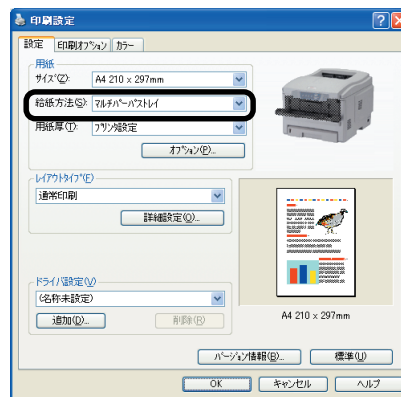 印刷設定
設定 印刷ｵﾌﾟｼｮﾝ ｶﾗｰ
用紙
ｻｲｽﾞ(Z): A4 210 x 297mm
給紙方法(S): ﾏﾙﾁﾊﾟｰﾊﾟｽﾄﾚｲ
用紙厚(T): ﾌﾟﾘﾝﾀ設定
ｵﾌﾟｼｮﾝ(P)...
ﾚｲｱｳﾄﾀｲﾌﾟ(F)
通常印刷
詳細設定(O)...
ﾄﾞﾗｲﾊﾞ設定(V)
(名称未設定)
追加(D)... 削除(R)
A4 210 x 297mm
ﾊﾞｰｼﾞｮﾝ情報(B)... 標準(U)
OK ｷｬﾝｾﾙ ﾍﾙﾌﾟ